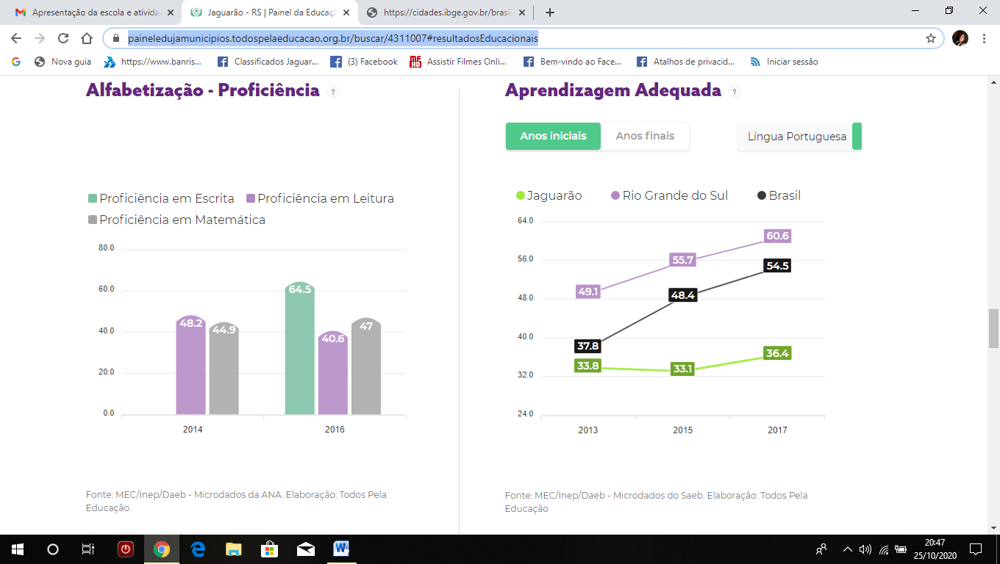 Apresentação da escola e ativida
Jaguarão - RS | Painel da Educaçã
https://cidades.ibge.gov.br/brasil
paineledujamunicipios.todospelaeducacao.org.br/buscar/4311007#resultadosEducacionais
Nova guia
https://www.banris...
Classificados Jaguar...
(3) Facebook
Assistir Filmes Onli...
Bem-vindo ao Face...
Atalhos de privacid...
Iniciar sessão
Alfabetização - Proficiência ?
Proficiência em Escrita
Proficiência em Leitura
Proficiência em Matemática
80.0
60.0
40.0
20.0
0.0
48.2
44.9
64.5
40.6
47
2014
2016
Fonte: MEC/Inep/Daeb - Microdados da ANA. Elaboração: Todos Pela
Educação.
Aprendizagem Adequada ?
Anos iniciais
Anos finais
Língua Portuguesa
Jaguarão
Rio Grande do Sul
Brasil
64.0
56.0
48.0
40.0
32.0
24.0
49.1
55.7
60.6
37.8
48.4
54.5
33.8
33.1
36.4
2013
2015
2017
Fonte: MEC/Inep/Daeb - Microdados do Saeb. Elaboração: Todos Pela
Educação
20:47
25/10/2020